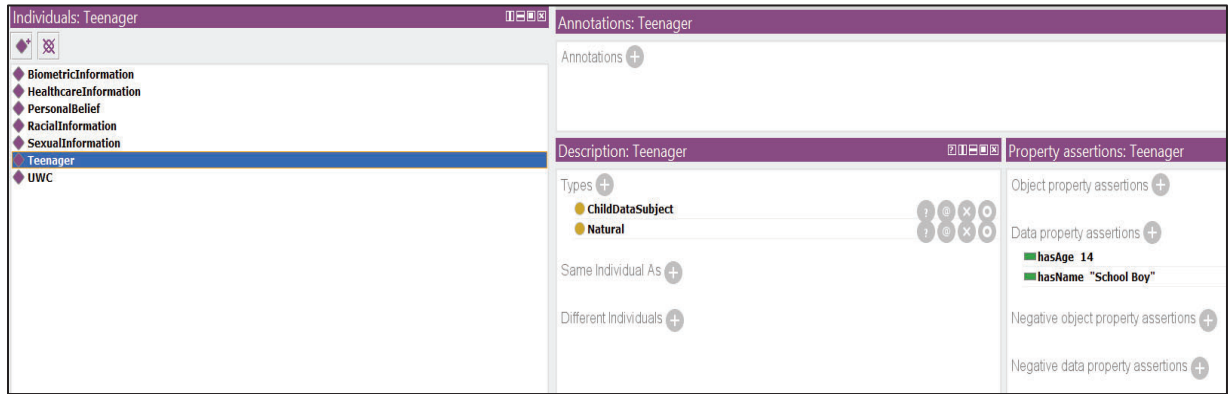 Individuals: Teenager
BiometricInformation
HealthcareInformation
PersonalBelief
RacialInformation
SexualInformation
Teenager
UWC
Annotations: Teenager
Annotations
Description: Teenager
Types
ChildDataSubject
Natural
Same Individual As
Different Individuals
Property assertions: Teenager
Object property assertions
Data property assertions
hasAge 14
hasName "School Boy"
Negative object property assertions
Negative data property assertions